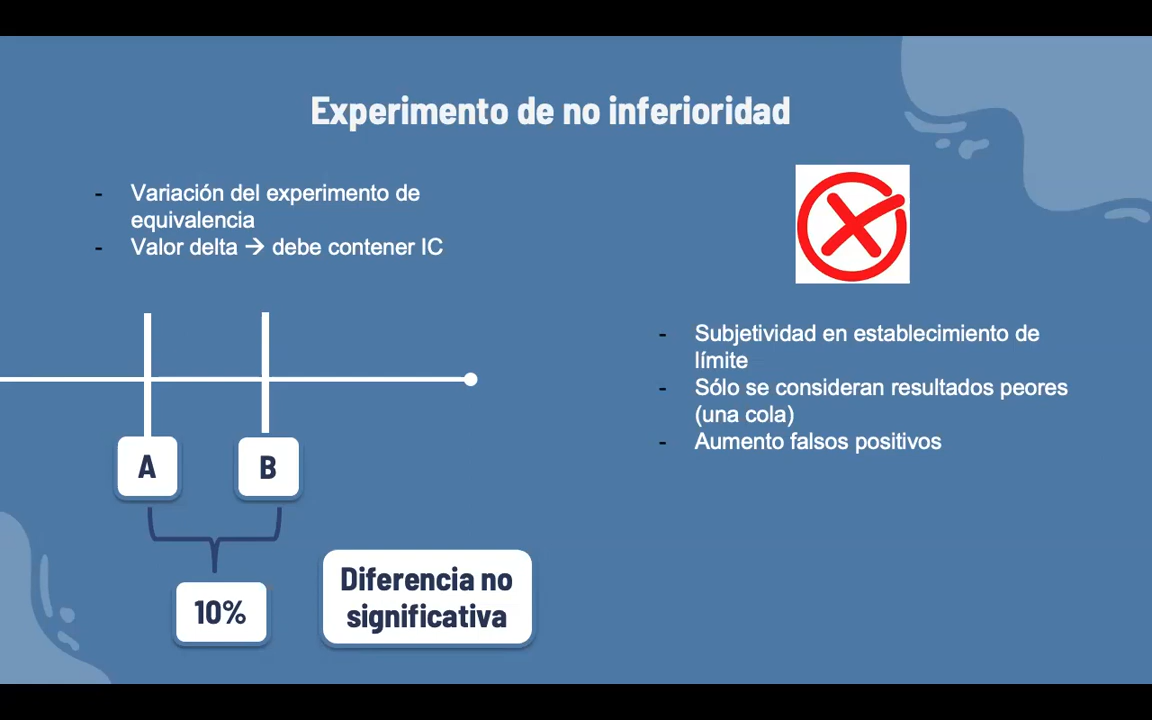 Experimento de no inferioridad
- Variación del experimento de
equivalencia
- Valor delta → debe contener IC
A
B
10%
Diferencia no
significativa
- Subjetividad en establecimiento de
límite
- Sólo se consideran resultados peores
(una cola)
- Aumento falsos positivos